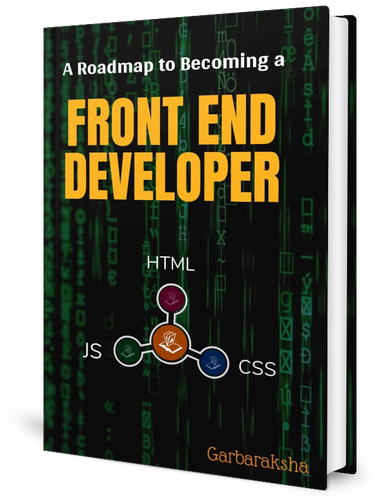 A Roadmap to Becoming a
FRONT END
DEVELOPER
HTML
JS
CSS
Garbaraksha